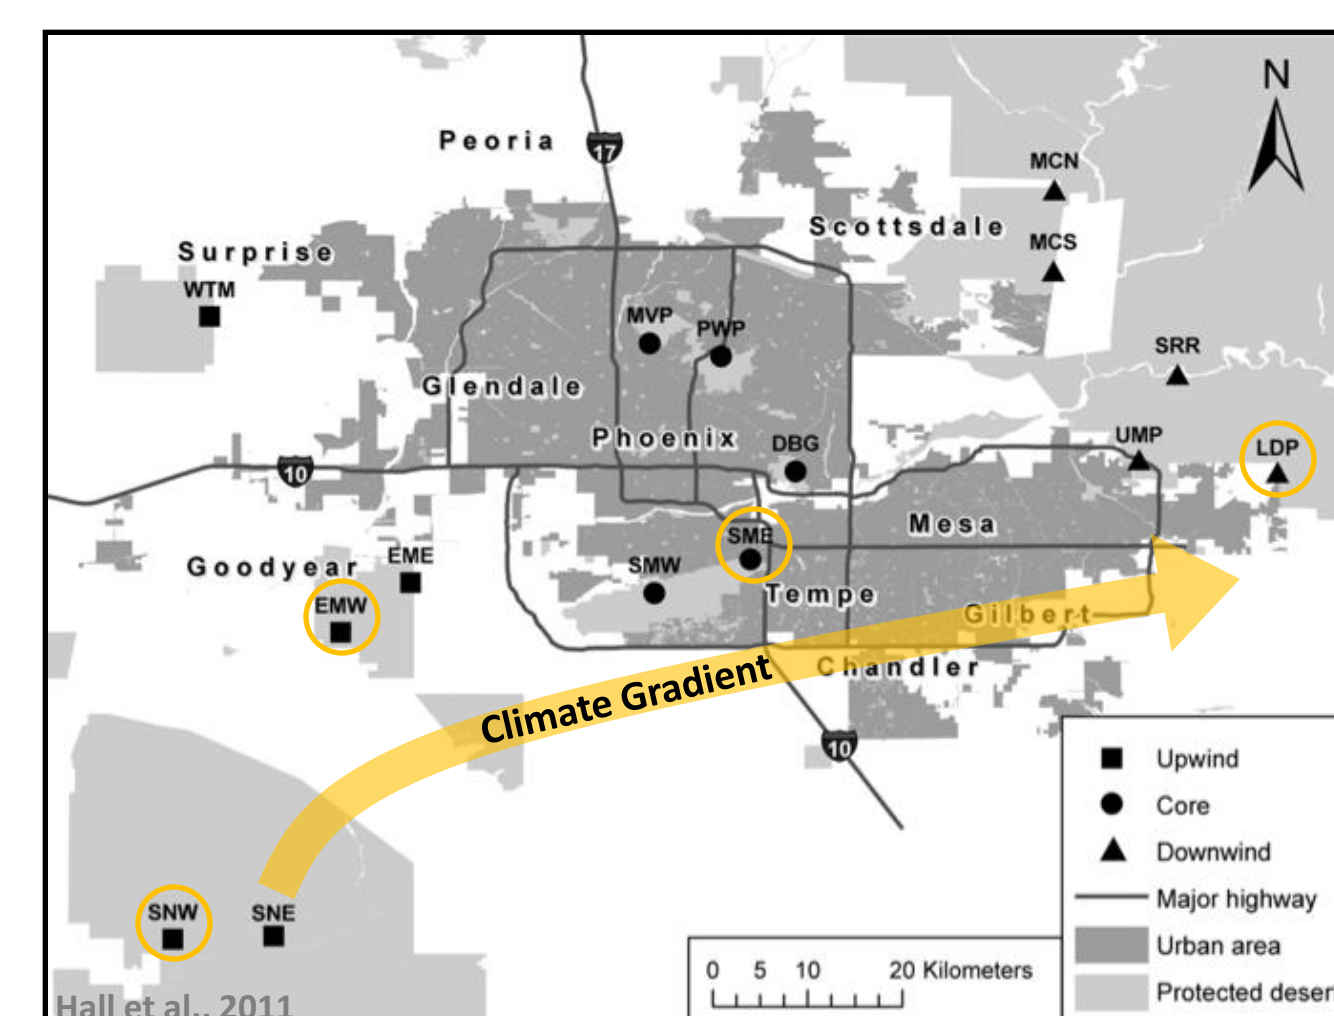 N
Peoria
17
MCN
Scottsdale
MCS
Surprise
WTM
MVP
PWP
SRR
Glendale
Phoenix
DBG
UMP
LDP
10
Mesa
SME
EME
Goodyear
SMW
Tempe
EMW
Gilbert
Chandler
Climate Gradient
10
Upwind
Core
Downwind
Major highway
Urban area
Protected deser
SNW
SNE
0 5 10 20 Kilometers
Hall et al., 2011